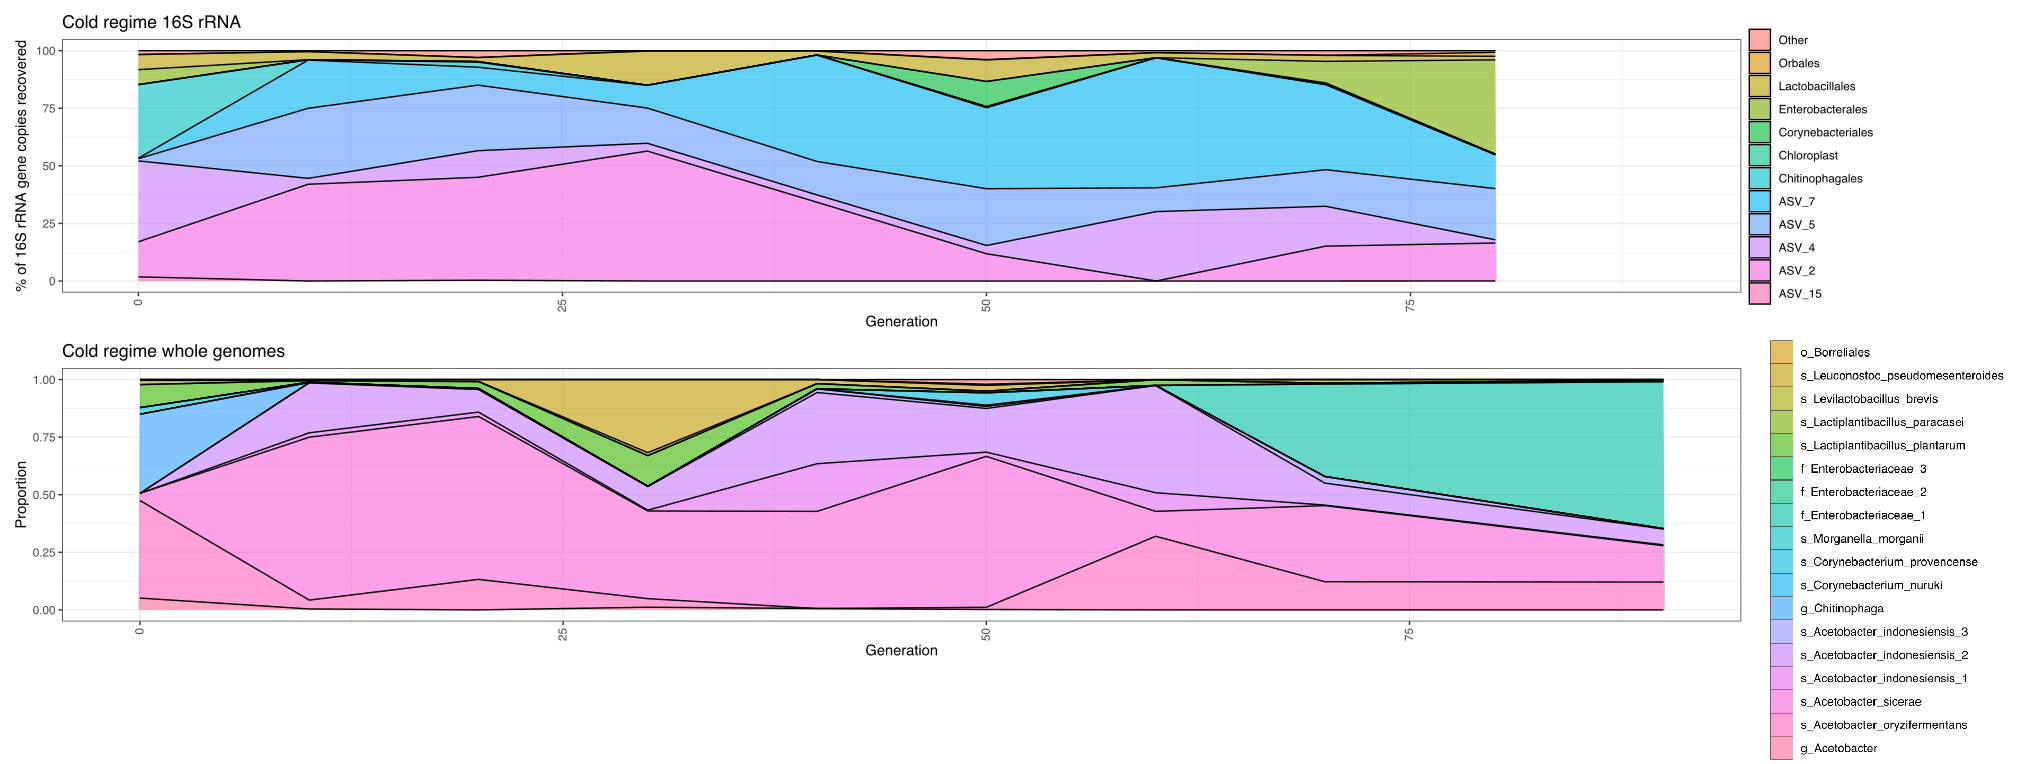 Cold regime 16S rRNA
% of 16S rRNA gene copies recovered
100
75
50
25
0
0
25
50
75
Generation
Other
Orbales
Lactobacillales
Enterobacterales
Corynebacteriales
Chloroplast
Chitinophagales
ASV_7
ASV_5
ASV_4
ASV_2
ASV_15
Cold regime whole genomes
Proportion
1.00
0.75
0.50
0.25
0.00
0
25
50
75
Generation
o_Borreliales
s_Leuconostoc_pseudomesenteroides
s_Levilactobacillus_brevis
s_Lactiplantibacillus_paracasei
s_Lactiplantibacillus_plantarum
f_Enterobacteriaceae_3
f_Enterobacteriaceae_2
f_Enterobacteriaceae_1
s_Morganella_morganii
s_Corynebacterium_provencense
s_Corynebacterium_nuruki
g_Chitinophaga
s_Acetobacter_indonesiensis_3
s_Acetobacter_indonesiensis_2
s_Acetobacter_indonesiensis_1
s_Acetobacter_sicerae
s_Acetobacter_oryzifermentans
g_Acetobacter